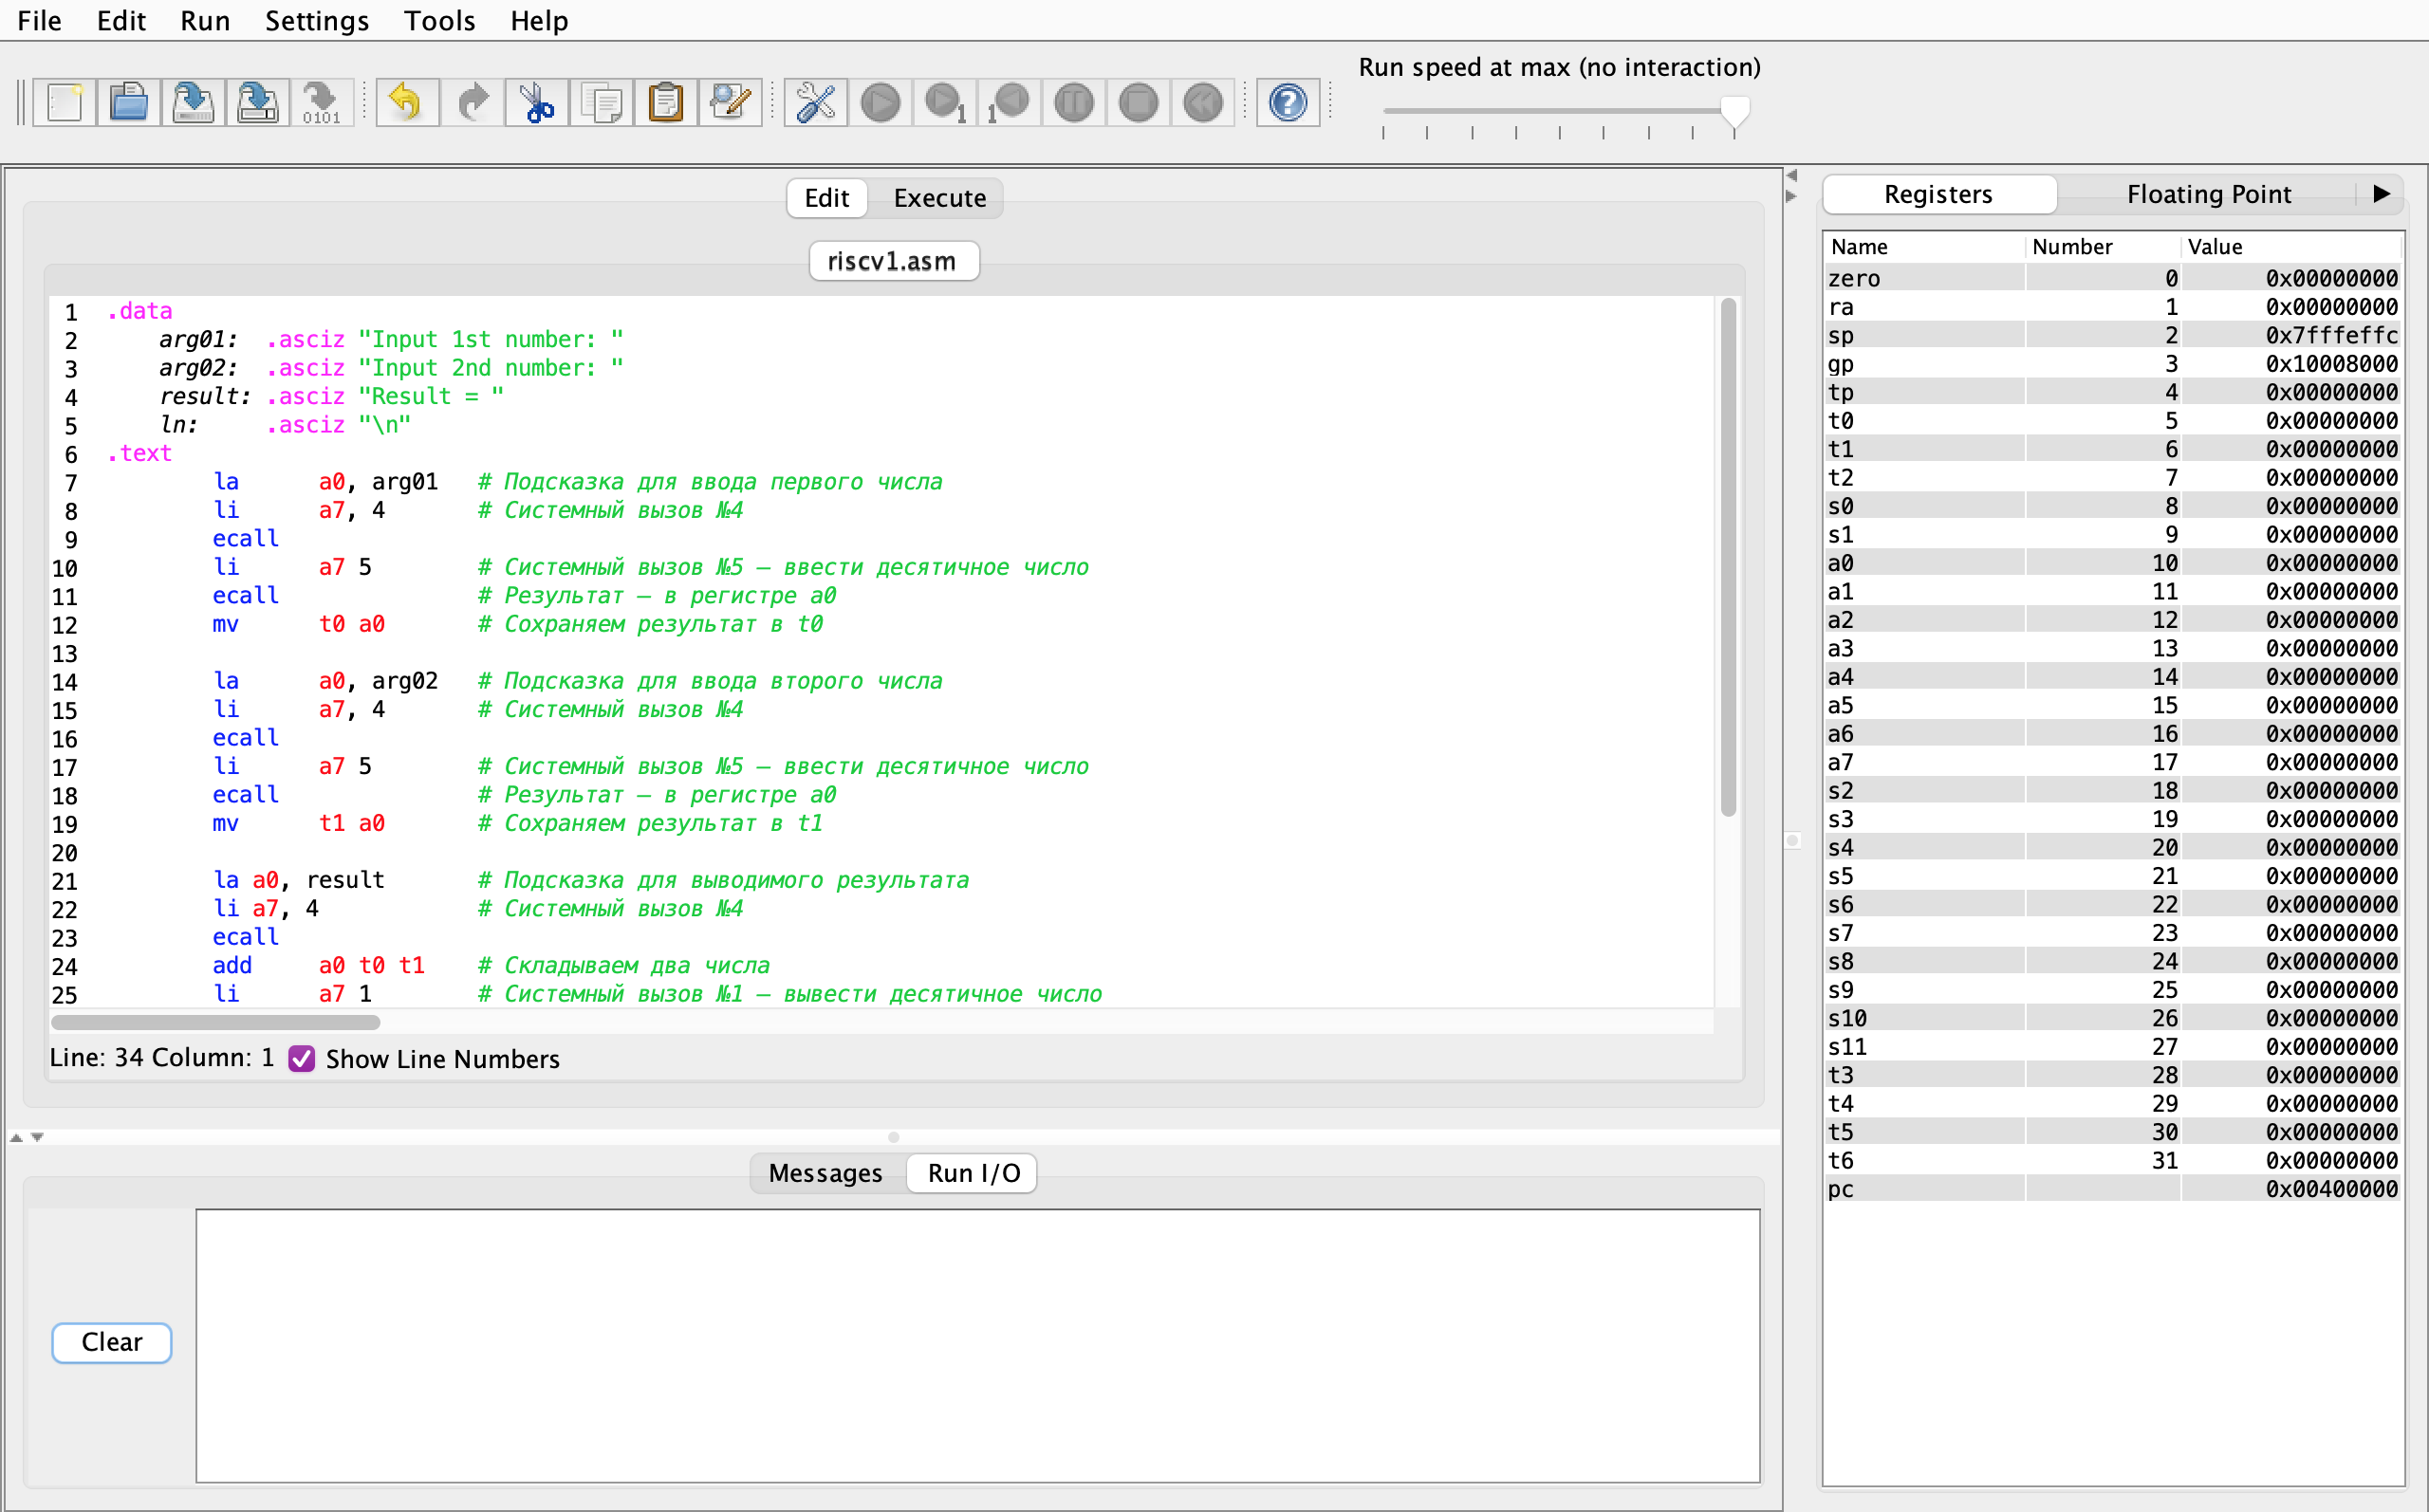 File Edit Run Settings Tools Help
Run speed at max (no interaction)
0101
1 1
Edit Execute
riscv1.asm
1 .data
2 arg01: .asciz "Input 1st number: "
3 arg02: .asciz "Input 2nd number: "
4 result: .asciz "Result = "
5 ln: .asciz "\n"
6 .text
7 la a0, arg01 # Подсказка для ввода первого числа
8 li a7, 4 # Системный вызов №4
9 ecall
10 li a7 5 # Системный вызов №5 — ввести десятичное число
11 ecall # Результат — в регистре a0
12 mv t0 a0 # Сохраняем результат в t0
13
14 la a0, arg02 # Подсказка для ввода второго числа
15 li a7, 4 # Системный вызов №4
16 ecall
17 li a7 5 # Системный вызов №5 — ввести десятичное число
18 ecall # Результат — в регистре a0
19 mv t1 a0 # Сохраняем результат в t1
20
21 la a0, result # Подсказка для выводимого результата
22 li a7, 4 # Системный вызов №4
23 ecall
24 add a0 t0 t1 # Складываем два числа
25 li a7 1 # Системный вызов №1 — вывести десятичное число
Line: 34 Column: 1 Show Line Numbers
Messages Run I/O
Clear
Registers Floating Point
Name Number Value
zero 0 0x00000000
ra 1 0x00000000
sp 2 0x7fffeffc
gp 3 0x10008000
tp 4 0x00000000
t0 5 0x00000000
t1 6 0x00000000
t2 7 0x00000000
s0 8 0x00000000
s1 9 0x00000000
a0 10 0x00000000
a1 11 0x00000000
a2 12 0x00000000
a3 13 0x00000000
a4 14 0x00000000
a5 15 0x00000000
a6 16 0x00000000
a7 17 0x00000000
s2 18 0x00000000
s3 19 0x00000000
s4 20 0x00000000
s5 21 0x00000000
s6 22 0x00000000
s7 23 0x00000000
s8 24 0x00000000
s9 25 0x00000000
s10 26 0x00000000
s11 27 0x00000000
t3 28 0x00000000
t4 29 0x00000000
t5 30 0x00000000
t6 31 0x00000000
pc 0x00400000